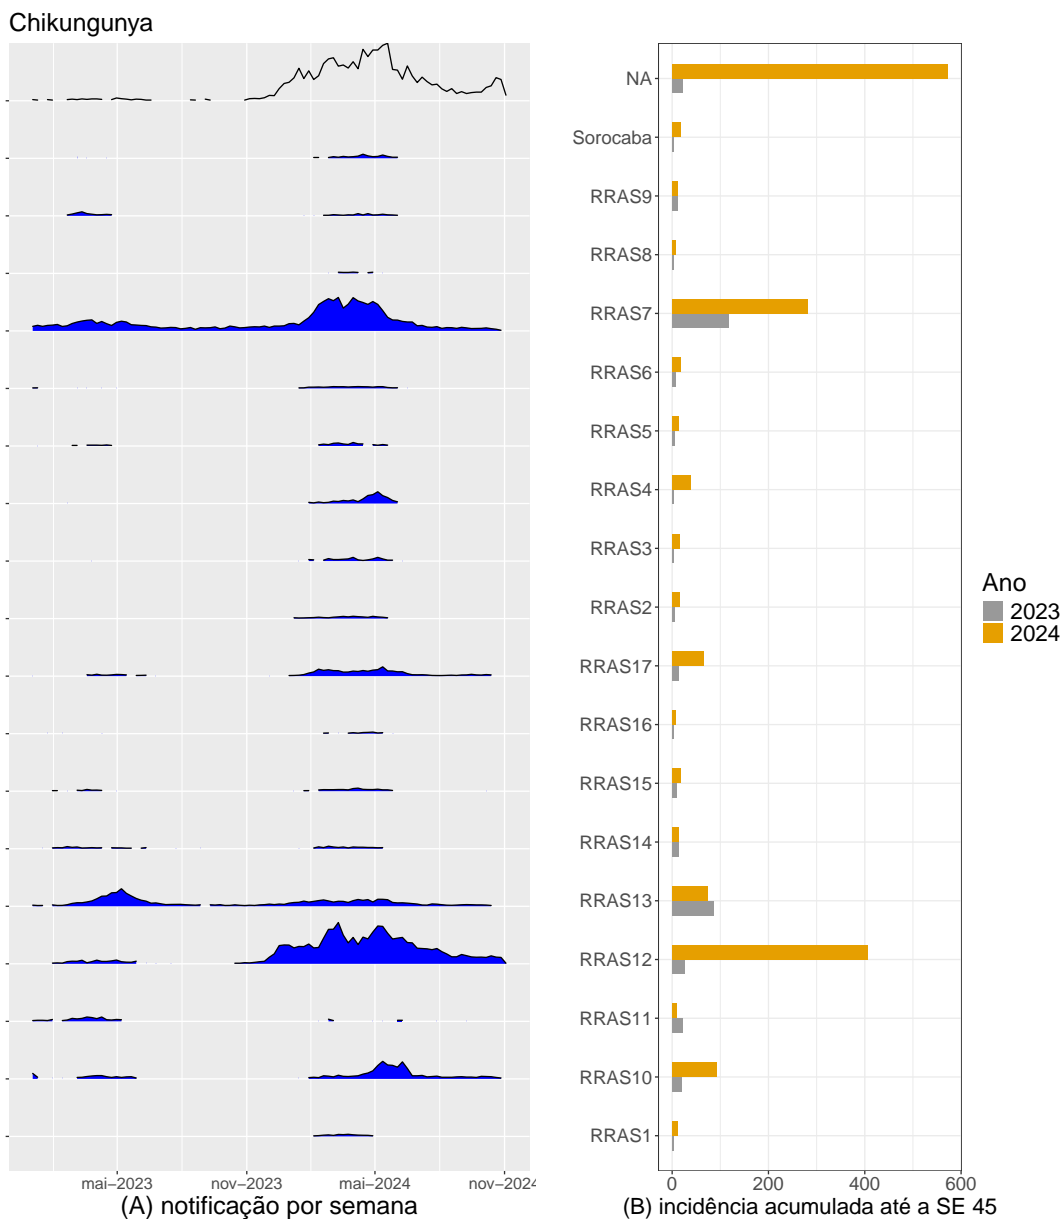 Chikungunya
mai−2023
nov−2023
mai−2024
nov−2024
(A) notificação por semana
NA
Sorocaba
RRAS9
RRAS8
RRAS7
RRAS6
RRAS5
RRAS4
RRAS3
RRAS2
RRAS17
RRAS16
RRAS15
RRAS14
RRAS13
RRAS12
RRAS11
RRAS10
RRAS1
0
200
400
600
(B) incidência acumulada até a SE 45
Ano
2023
2024